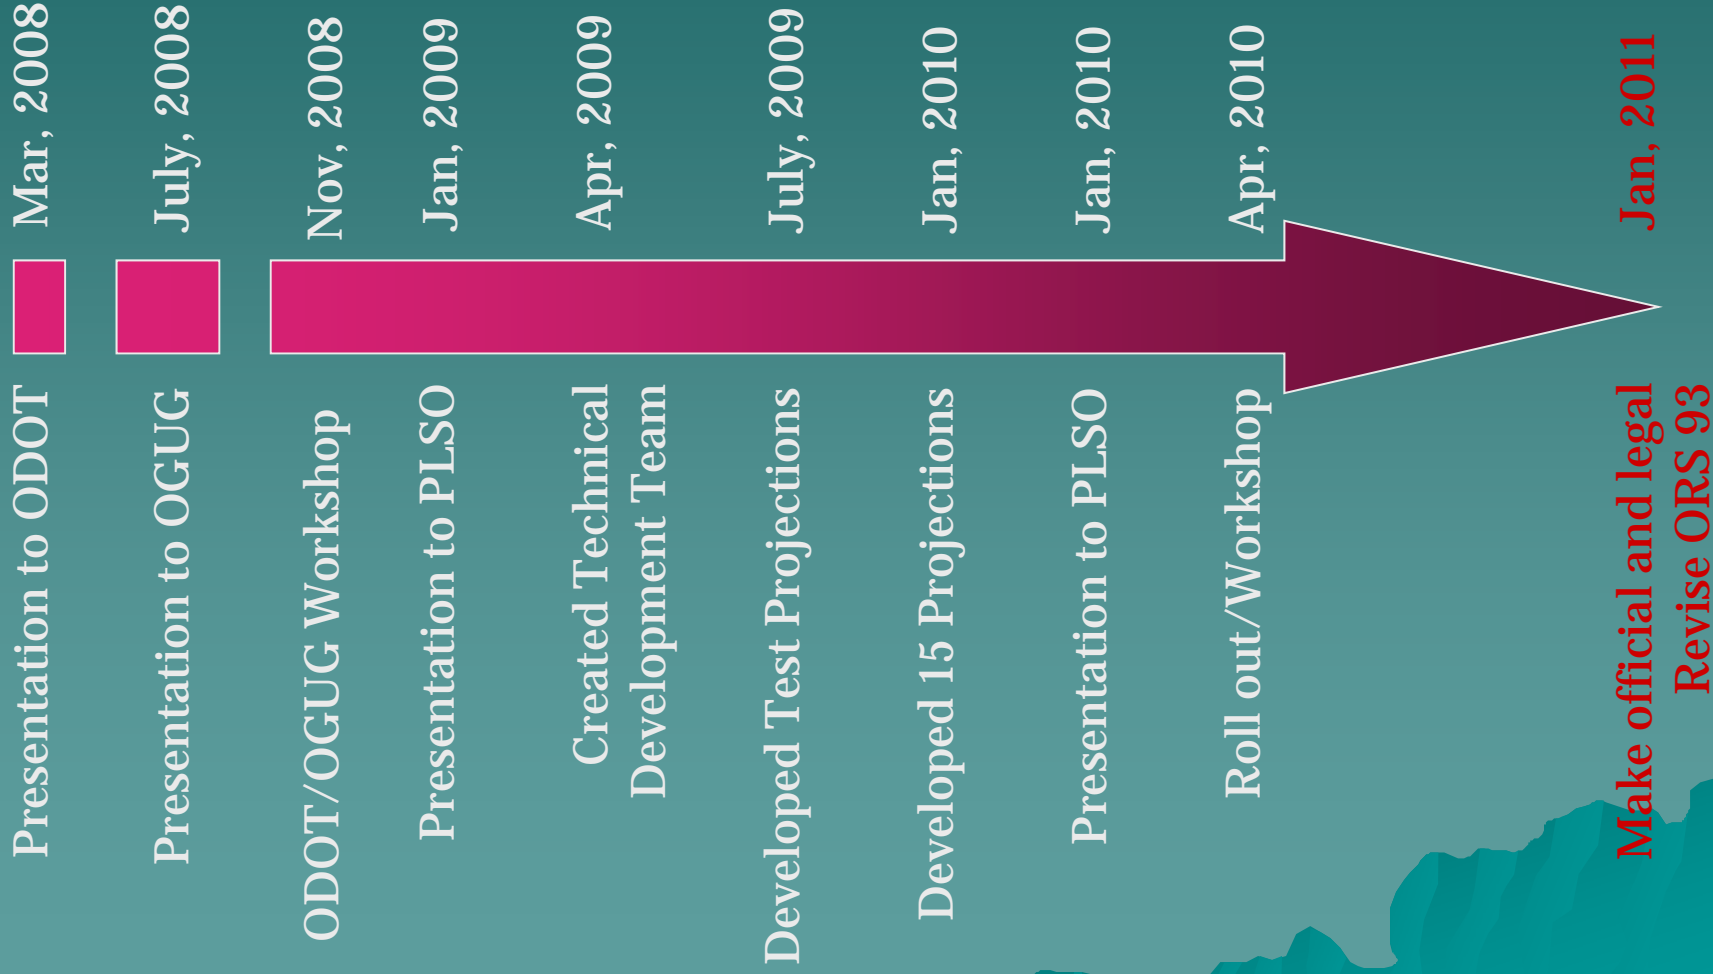 Mar, 2008
July, 2008
Nov, 2008
Jan, 2009
Apr, 2009
July, 2009
Jan, 2010
Jan, 2010
Apr, 2010
Jan, 2011
Presentation to ODOT
Presentation to OGUG
ODOT/OGUG Workshop
Presentation to PLSO
Created Technical
Development Team
Developed Test Projections
Developed 15 Projections
Presentation to PLSO
Roll out/Workshop
Make official and legal
Revise ORS 93